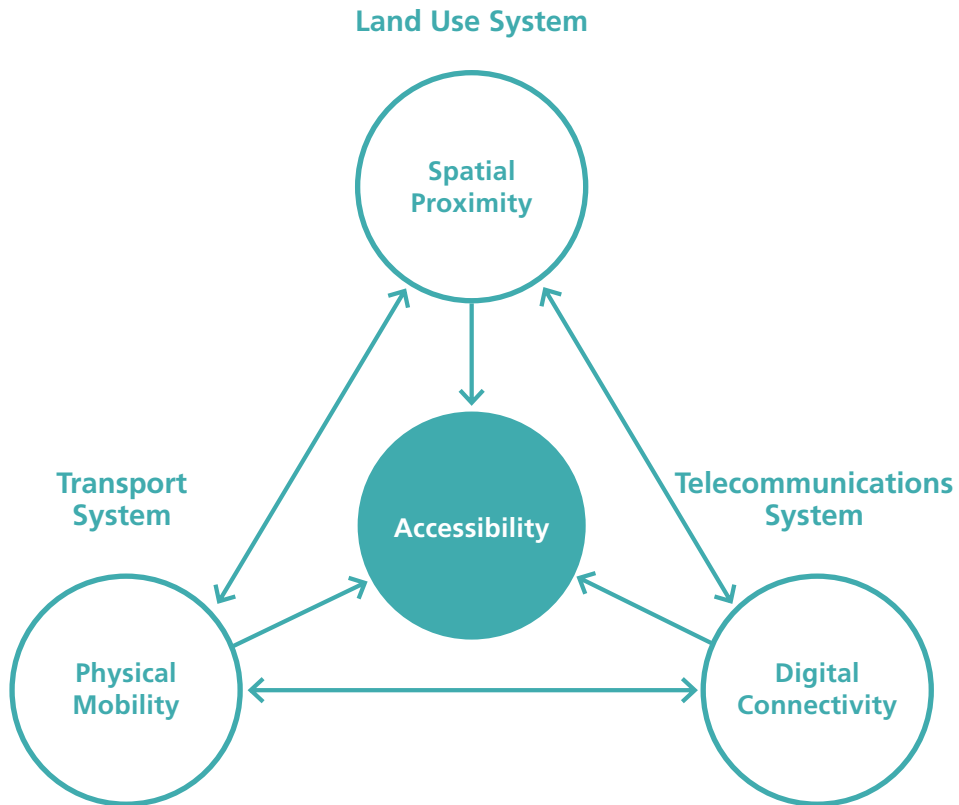 Land Use System
Spatial
Proximity
Transport
System
Telecommunications
System
Accessibility
Physical
Mobility
Digital
Connectivity